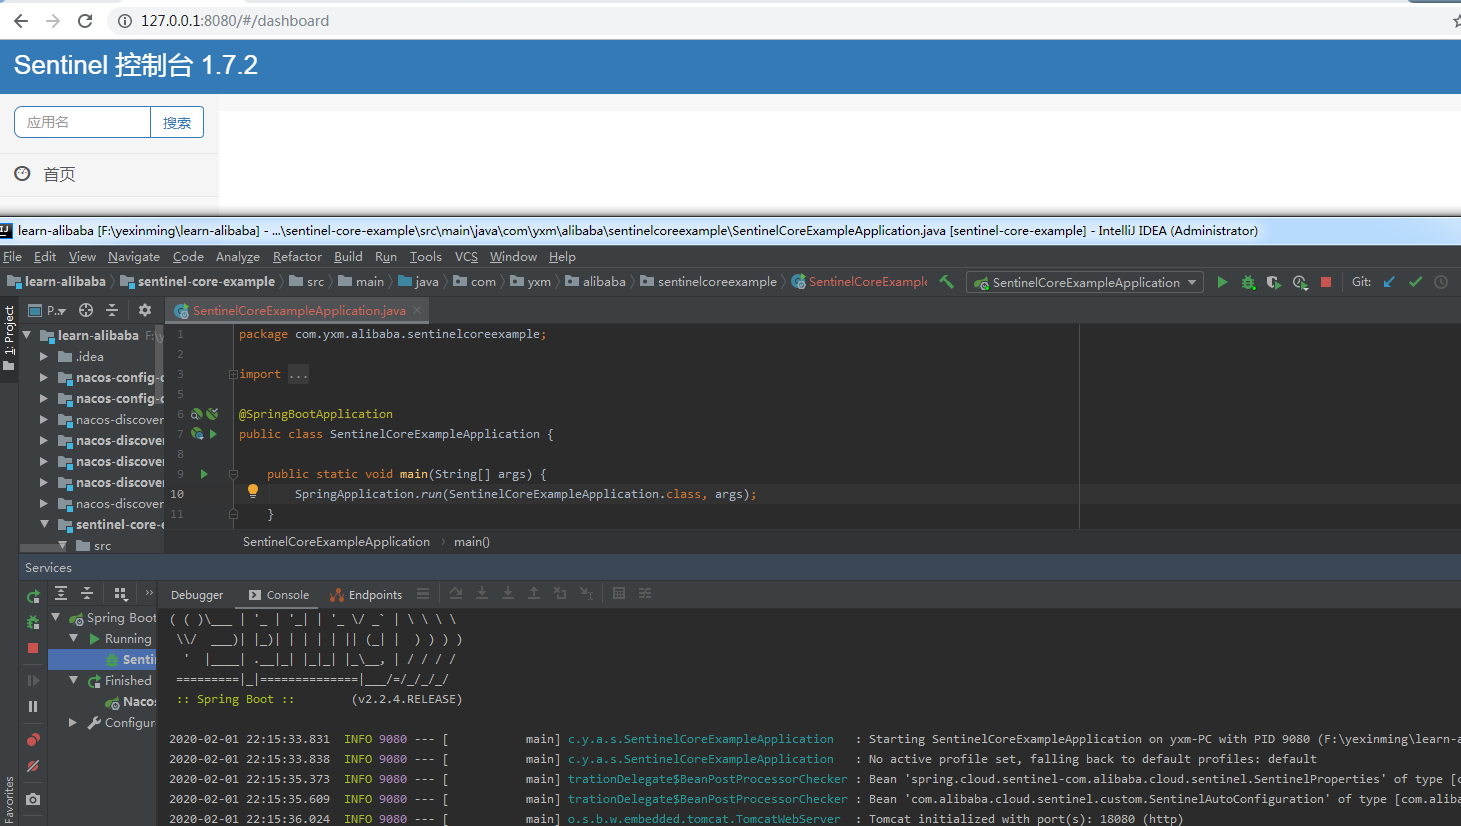 127.0.0.1:8080/#/dashboard
Sentinel 控制台 1.7.2
应用名 搜索
首页
learn-alibaba [F:\yexinming\learn-alibaba] - ...\sentinel-core-example\src\main\java\com\yxm\alibaba\sentinelcoreexample\SentinelCoreExampleApplication.java [sentinel-core-example] - IntelliJ IDEA (Administrator)
File Edit View Navigate Code Analyze Refactor Build Run Tools VCS Window Help
learn-alibaba sentinel-core-example src main java com yxm alibaba sentinelcoreexample SentinelCoreExample SentinelCoreExampleApplication Git:
1: Project
P..
SentinelCoreExampleApplication.java
learn-alibaba F:\y
.idea
nacos-config-c
nacos-config-c
nacos-discover
nacos-discove
nacos-discove
nacos-discove
nacos-discover
sentinel-core-e
src
1 package com.yxm.alibaba.sentinelcoreexample;
2
3 import ...
5
6 @SpringBootApplication
7 public class SentinelCoreExampleApplication {
8
9 public static void main(String[] args) {
10 SpringApplication.run(SentinelCoreExampleApplication.class, args);
11 }
SentinelCoreExampleApplication › main()
Services
Debugger Console Endpoints
Spring Boot
Running
Senti
Finished
Naco
Configur
Favorites
( ( )\___ | '_ | '_| | '_ \/ _` | \ \ \ \
\\/  ___)| |_)| | | | | || (_| |  ) ) ) )
'  |____| .__|_| |_|_| |_\__, | / / / /
=========|_|==============|___/=/_/_/_/
:: Spring Boot ::        (v2.2.4.RELEASE)
2020-02-01 22:15:33.831  INFO 9080 --- [           main] c.y.a.s.SentinelCoreExampleApplication   : Starting SentinelCoreExampleApplication on yxm-PC with PID 9080 (F:\yexinming\learn-a
2020-02-01 22:15:33.838  INFO 9080 --- [           main] c.y.a.s.SentinelCoreExampleApplication   : No active profile set, falling back to default profiles: default
2020-02-01 22:15:35.373  INFO 9080 --- [           main] trationDelegate$BeanPostProcessorChecker : Bean 'spring.cloud.sentinel-com.alibaba.cloud.sentinel.SentinelProperties' of type [c
2020-02-01 22:15:35.609  INFO 9080 --- [           main] trationDelegate$BeanPostProcessorChecker : Bean 'com.alibaba.cloud.sentinel.custom.SentinelAutoConfiguration' of type [com.aliba
2020-02-01 22:15:36.024  INFO 9080 --- [           main] o.s.b.w.embedded.tomcat.TomcatWebServer  : Tomcat initialized with port(s): 18080 (http)